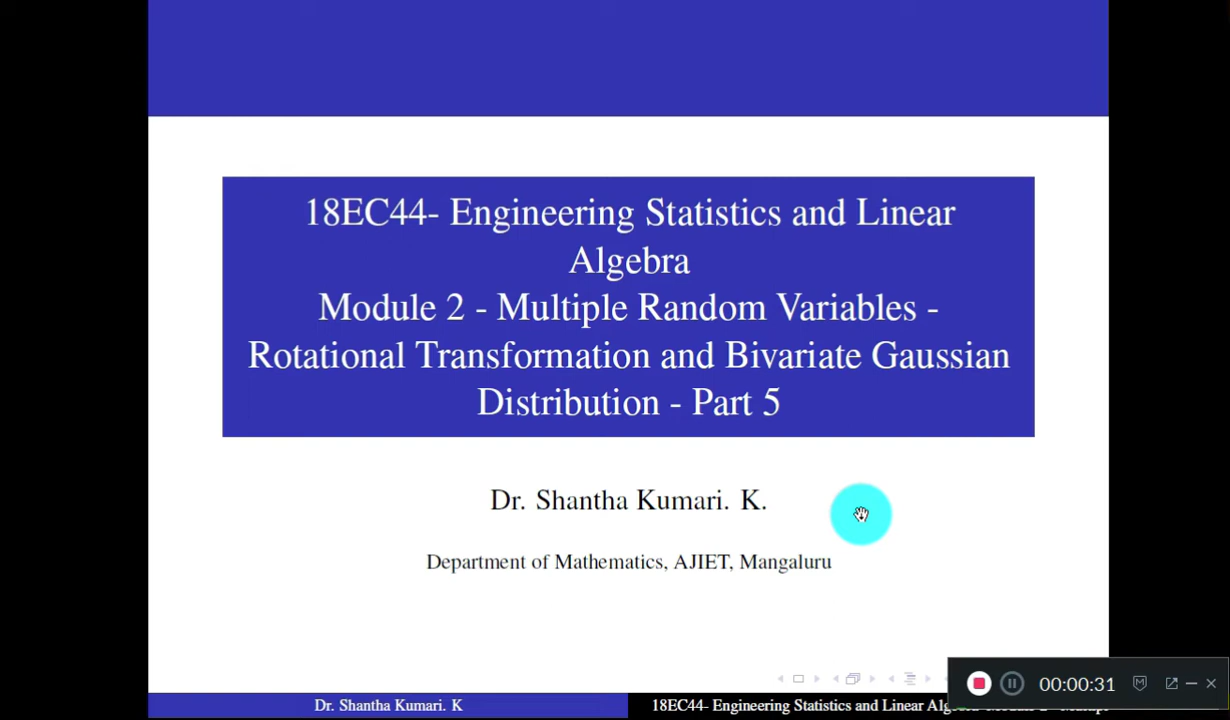 18EC44- Engineering Statistics and Linear
Algebra
Module 2 - Multiple Random Variables -
Rotational Transformation and Bivariate Gaussian
Distribution - Part 5
Dr. Shantha Kumari. K.
Department of Mathematics, AJIET, Mangaluru
00:00:31
Dr. Shantha Kumari. K
18EC44- Engineering Statistics and Linear